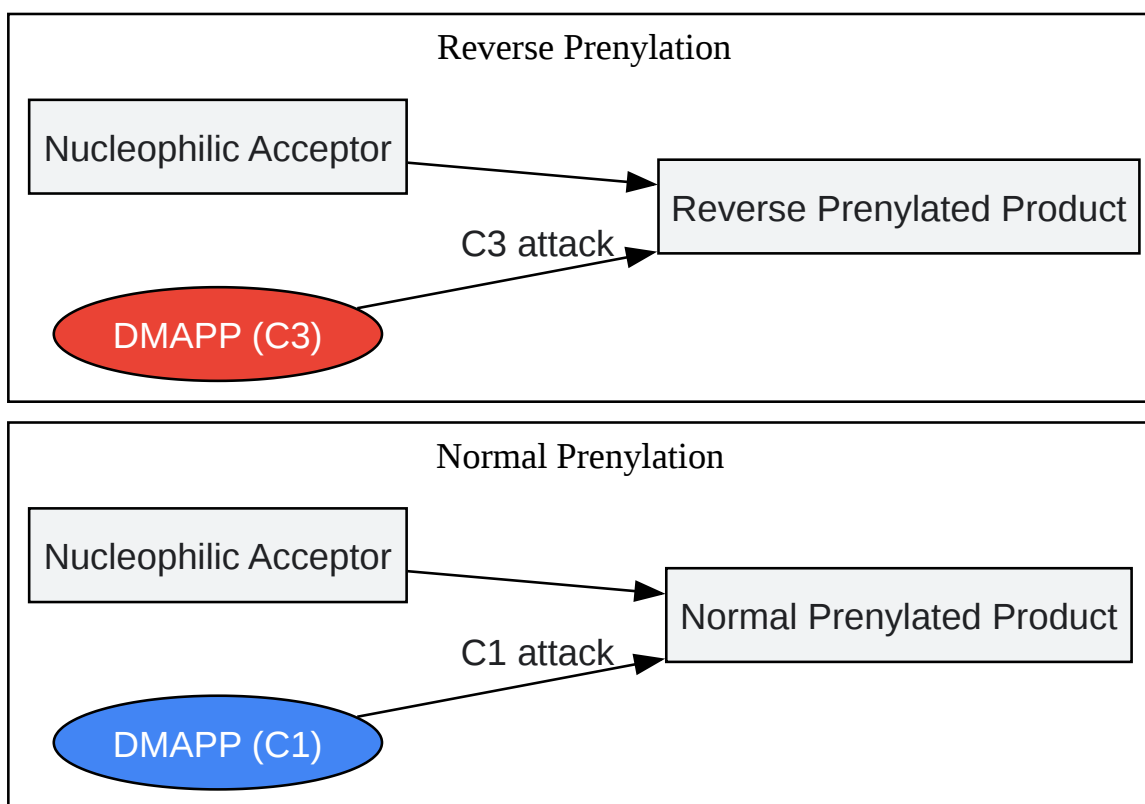 Reverse Prenylation
Nucleophilic Acceptor
Reverse Prenylated Product
C3 attack
DMAPP (C3)
Normal Prenylation
Nucleophilic Acceptor
Normal Prenylated Product
C1 attack
DMAPP (C1)